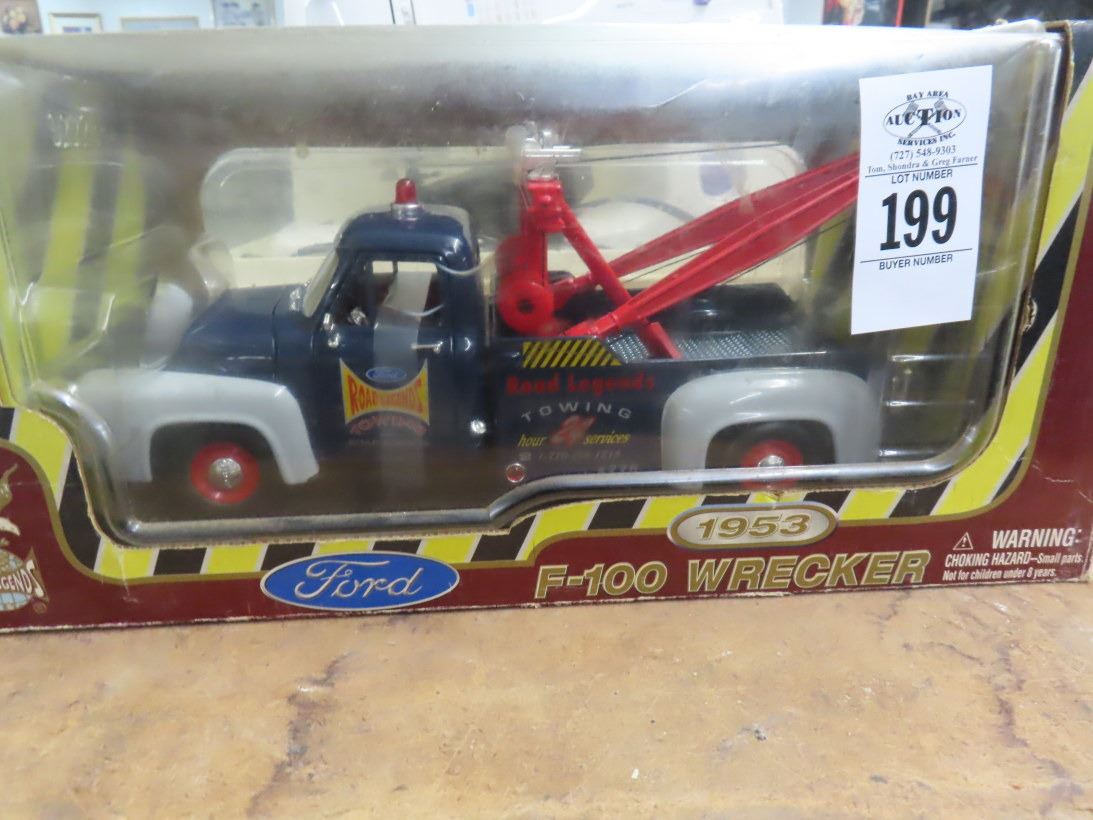 BAY AREA
AUCTION
SERVICES INC.
(727) 548-9303
Tom, Shondra & Greg Farner
LOT NUMBER
199
BUYER NUMBER
Ford
ROAD LEGENDS
TOWING
Road Legends
TOWING
hour 24 services
1953
Ford
F-100 WRECKER
WARNING:
CHOKING HAZARD—Small parts.
Not for children under 8 years.
LEGENDS